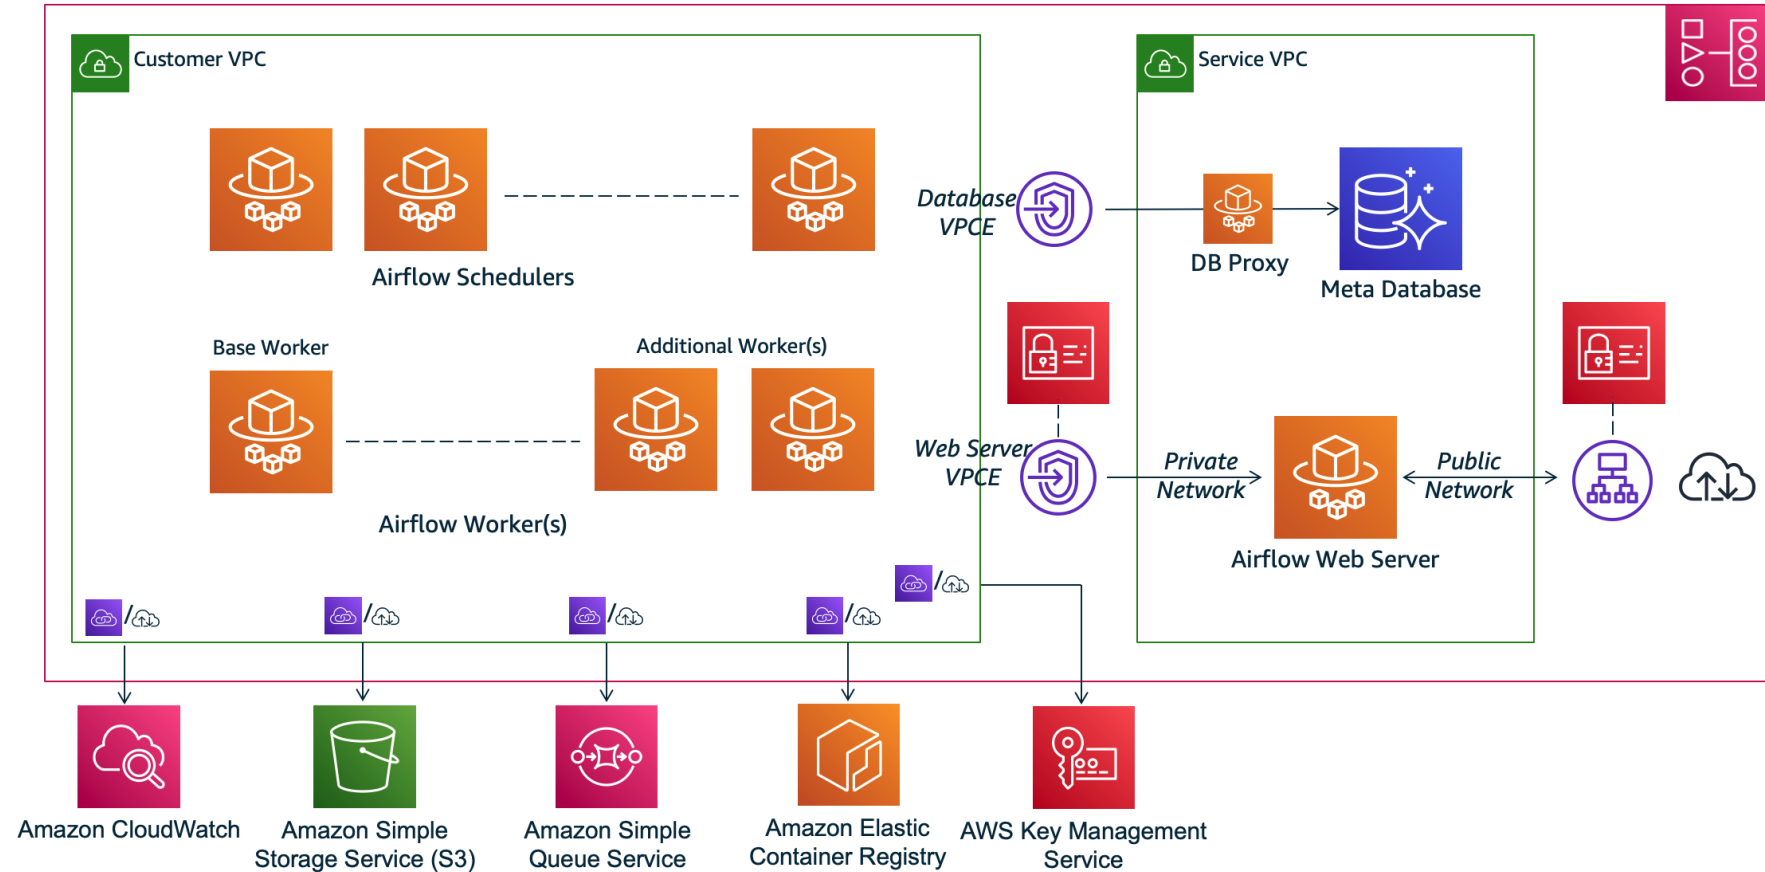 Customer VPC
Service VPC
Database
VPCE
DB Proxy
Meta Database
Airflow Schedulers
Base Worker
Additional Worker(s)
Web Server
VPCE
Private
Network
Public
Network
Airflow Worker(s)
Airflow Web Server
/
/
/
/
/
Amazon CloudWatch
Amazon Simple
Storage Service (S3)
Amazon Simple
Queue Service
Amazon Elastic
Container Registry
AWS Key Management
Service